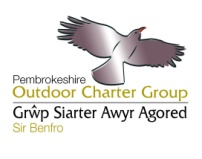 Pembrokeshire
Outdoor Charter Group
Grŵp Siarter Awyr Agored
Sir Benfro